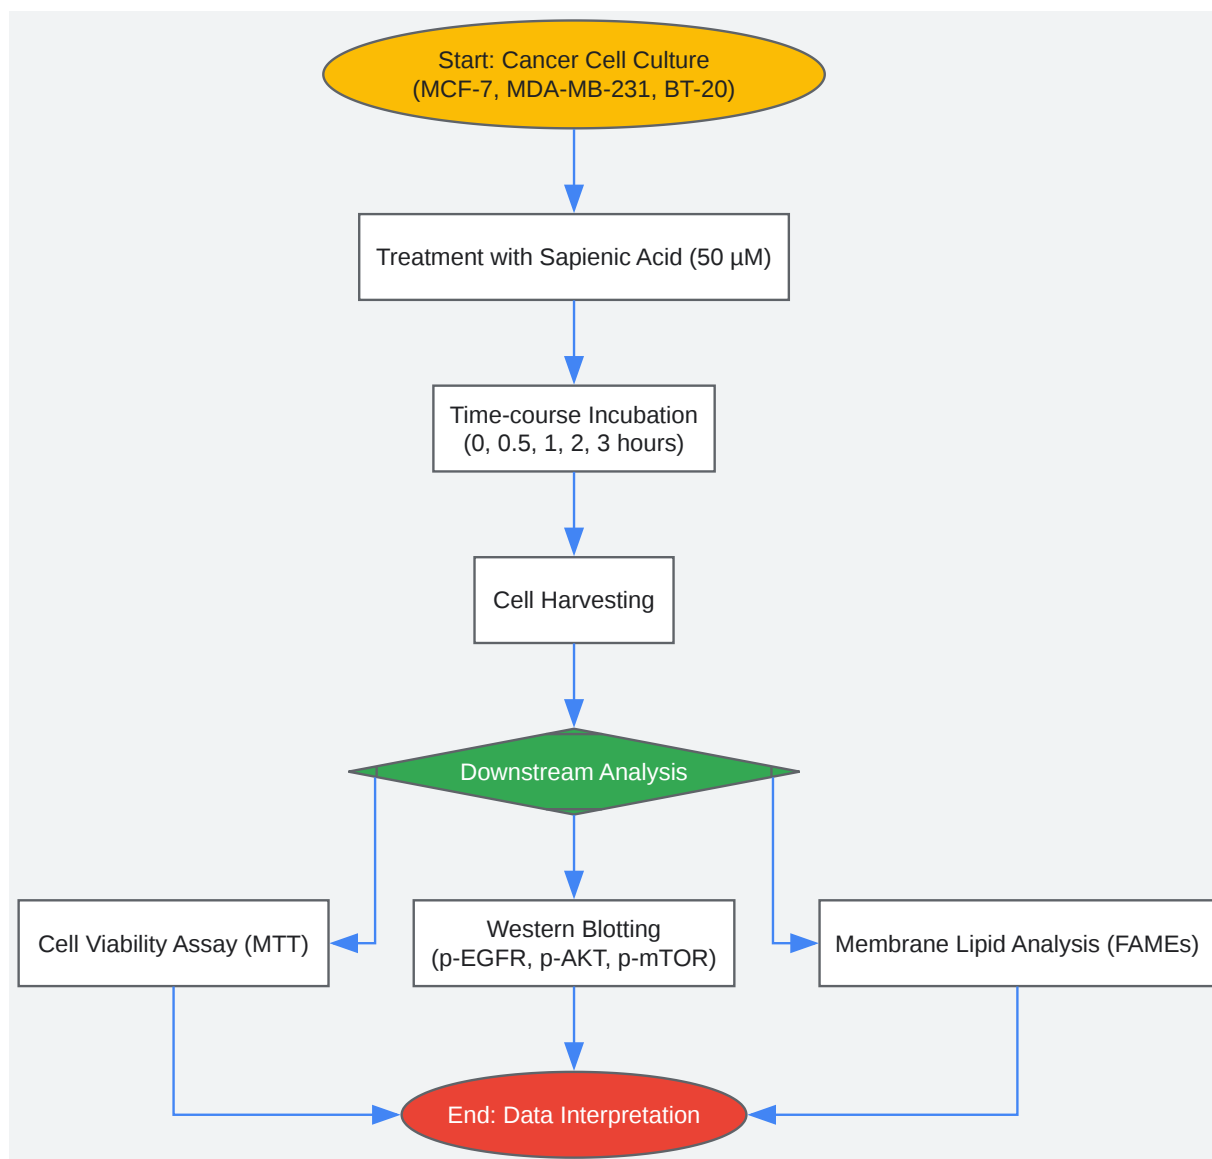 Start: Cancer Cell Culture
(MCF-7, MDA-MB-231, BT-20)
Treatment with Sapienic Acid (50 µM)
Time-course Incubation
(0, 0.5, 1, 2, 3 hours)
Cell Harvesting
Downstream Analysis
Cell Viability Assay (MTT)
Western Blotting
(p-EGFR, p-AKT, p-mTOR)
Membrane Lipid Analysis (FAMEs)
End: Data Interpretation